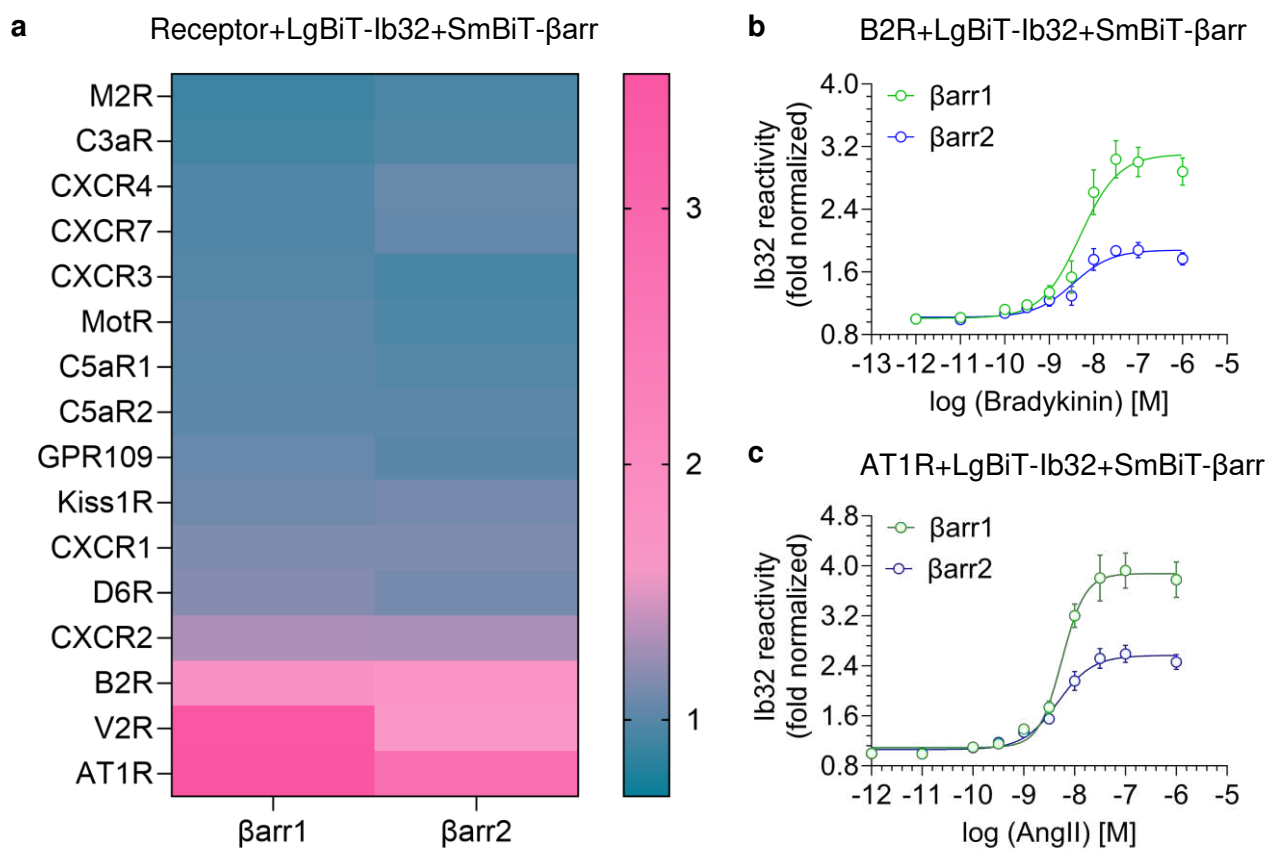 a
Receptor+LgBiT-Ib32+SmBiT-βarr
M2R
C3aR
CXCR4
CXCR7
CXCR3
MotR
C5aR1
C5aR2
GPR109
Kiss1R
CXCR1
D6R
CXCR2
B2R
V2R
AT1R
βarr1
βarr2
3
2
1
b
B2R+LgBiT-Ib32+SmBiT-βarr
4.0
3.2
2.4
1.6
0.8
Ib32 reactivity
(fold normalized)
βarr1
βarr2
-13 -12 -11 -10 -9 -8 -7 -6 -5
log (Bradykinin) [M]
c
AT1R+LgBiT-Ib32+SmBiT-βarr
4.8
4.0
3.2
2.4
1.6
0.8
Ib32 reactivity
(fold normalized)
βarr1
βarr2
-12 -11 -10 -9 -8 -7 -6 -5
log (AngII) [M]